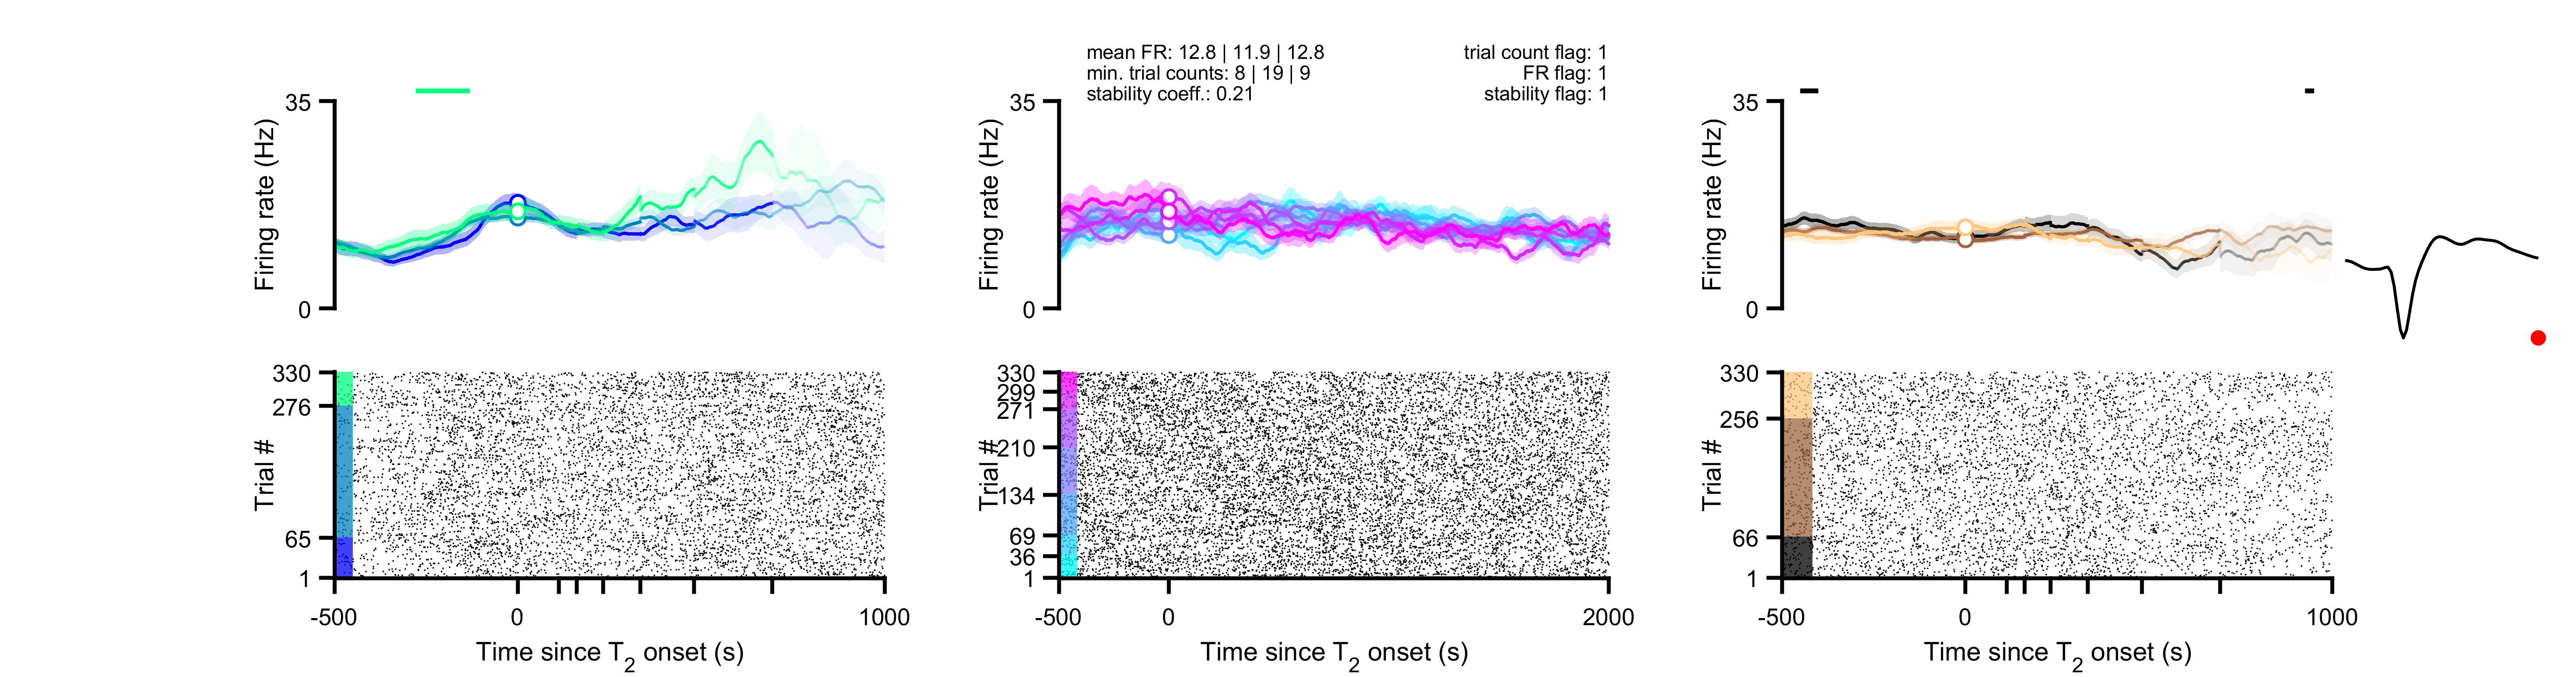 mean FR: 12.8 | 11.9 | 12.8
min. trial counts: 8 | 19 | 9
stability coeff.: 0.21
trial count flag: 1
FR flag: 1
stability flag: 1
35
Firing rate (Hz)
0
35
Firing rate (Hz)
0
35
Firing rate (Hz)
0
330
276
Trial #
65
1
-500
0
1000
Time since T2 onset (s)
330
299
271
210
Trial #
134
69
36
1
-500
0
2000
Time since T2 onset (s)
330
256
Trial #
66
1
-500
0
1000
Time since T2 onset (s)